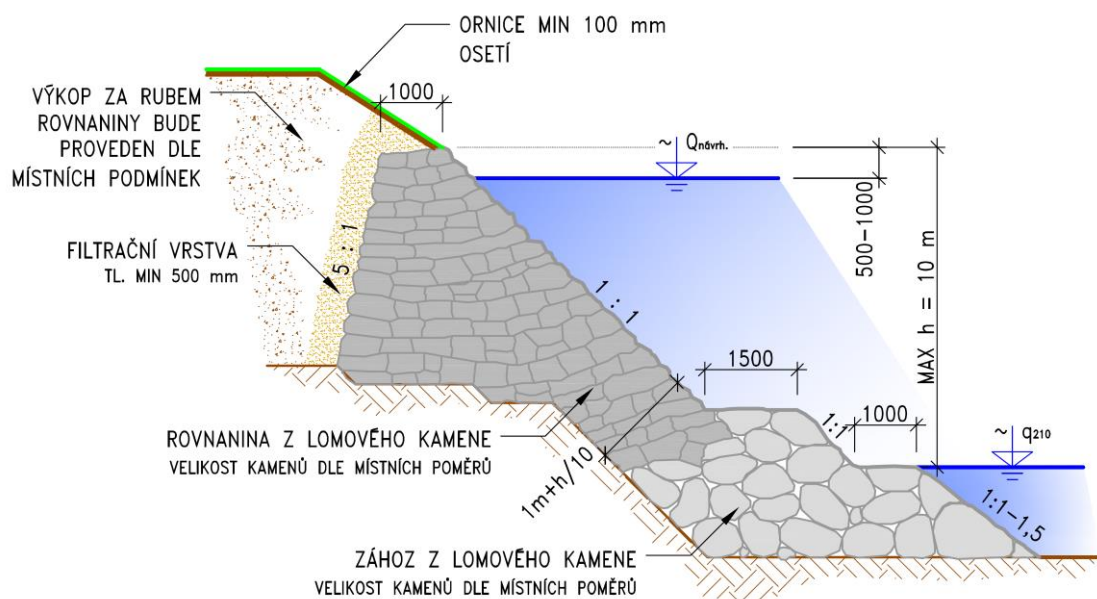 ORNICE MIN 100 mm
OSETÍ
VÝKOP ZA RUBEM
ROVNANINY BUDE
PROVEDEN DLE
MÍSTNÍCH PODMÍNEK
1000
~ Qnávrh.
500-1000
MAX h = 10 m
FILTRAČNÍ VRSTVA
TL. MIN 500 mm
5 : 1
1 : 1
1500
1:1
1000
~ q210
1:1-1,5
ROVNANINA Z LOMOVÉHO KAMENE
VELIKOST KAMENŮ DLE MÍSTNÍCH POMĚRŮ
1m+h/10
ZÁHOZ Z LOMOVÉHO KAMENE
VELIKOST KAMENŮ DLE MÍSTNÍCH POMĚRŮ